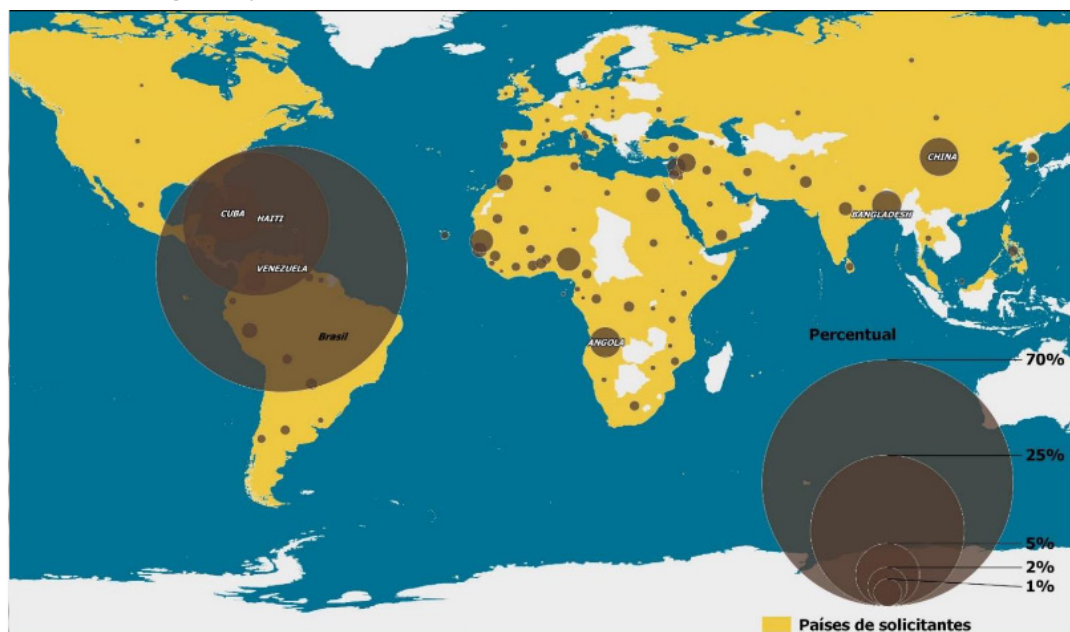 CHINA
CUBA
HAITI
BANGLADESH
VENEZUELA
Brasil
ANGOLA
Percentual
70%
25%
5%
2%
1%
Países de solicitantes